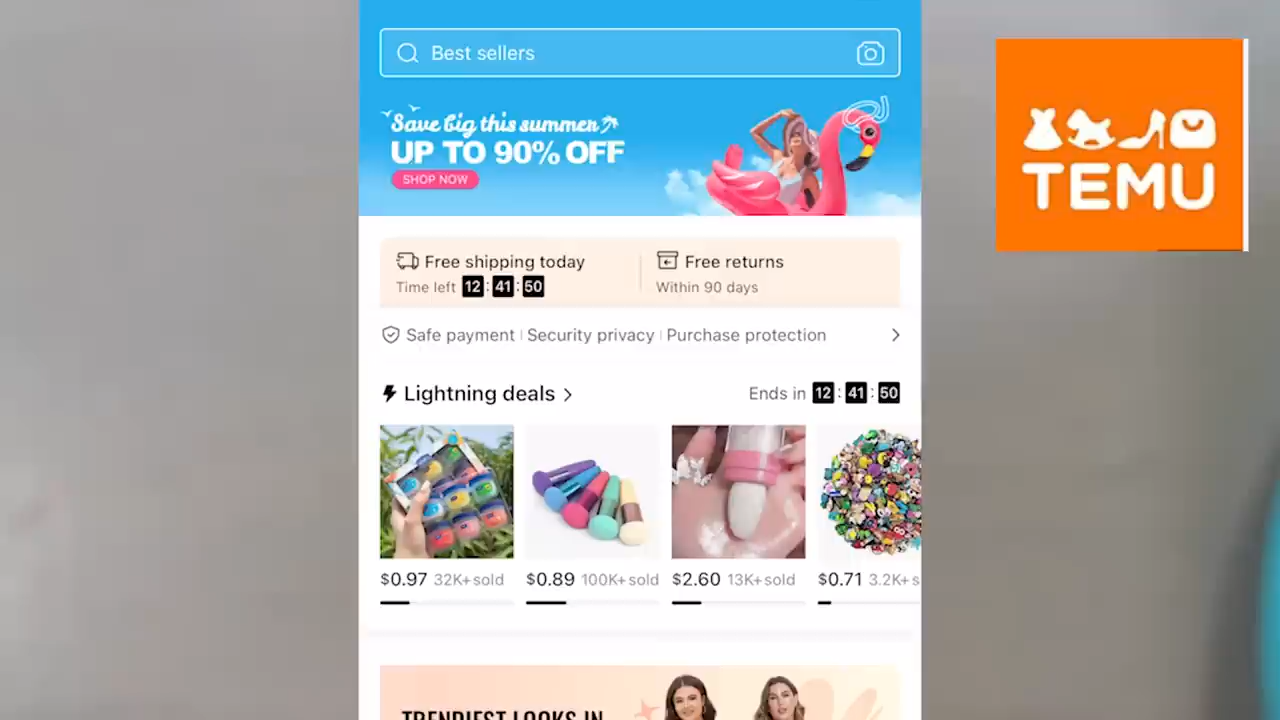 Best sellers
Save big this summer
UP TO 90% OFF
SHOP NOW
TEMU
Free shipping today
Time left 12:41:50
Free returns
Within 90 days
Safe payment | Security privacy | Purchase protection
Lightning deals
Ends in 12:41:50
$0.97 32K+ sold
$0.89 100K+ sold
$2.60 13K+ sold
$0.71 3.2K+ s
TRENDIEST LOOKS IN